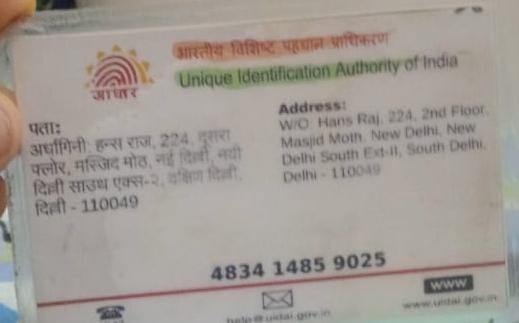 भारतीय विशिष्ट पहचान प्राधिकरण
Unique Identification Authority of India
आधार
पता:
अर्धांगिनी: हन्स राज, 224, दुसरा
फ्लोर, मस्जिद मोठ, नई दिल्ली, नयी
दिल्ली साउथ एक्स-२, दक्षिण दिल्ली,
दिल्ली - 110049
Address:
W/O: Hans Raj, 224, 2nd Floor,
Masjid Moth, New Delhi, New
Delhi South Ext-II, South Delhi,
Delhi - 110049
4834 1485 9025
help@uidai.gov.in
www
www.uidai.gov.in